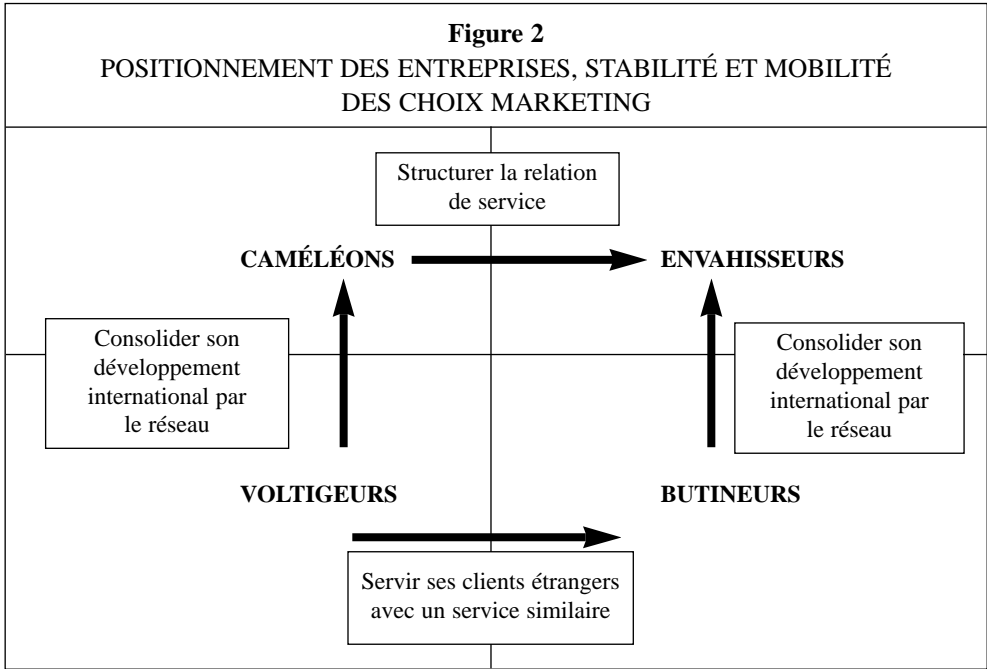 Figure 2
POSITIONNEMENT DES ENTREPRISES, STABILITÉ ET MOBILITÉ
DES CHOIX MARKETING
Structurer la relation
de service
CAMÉLÉONS
ENVAHISSEURS
Consolider son
développement
international par
le réseau
Consolider son
développement
international par
le réseau
VOLTIGEURS
BUTINEURS
Servir ses clients étrangers
avec un service similaire